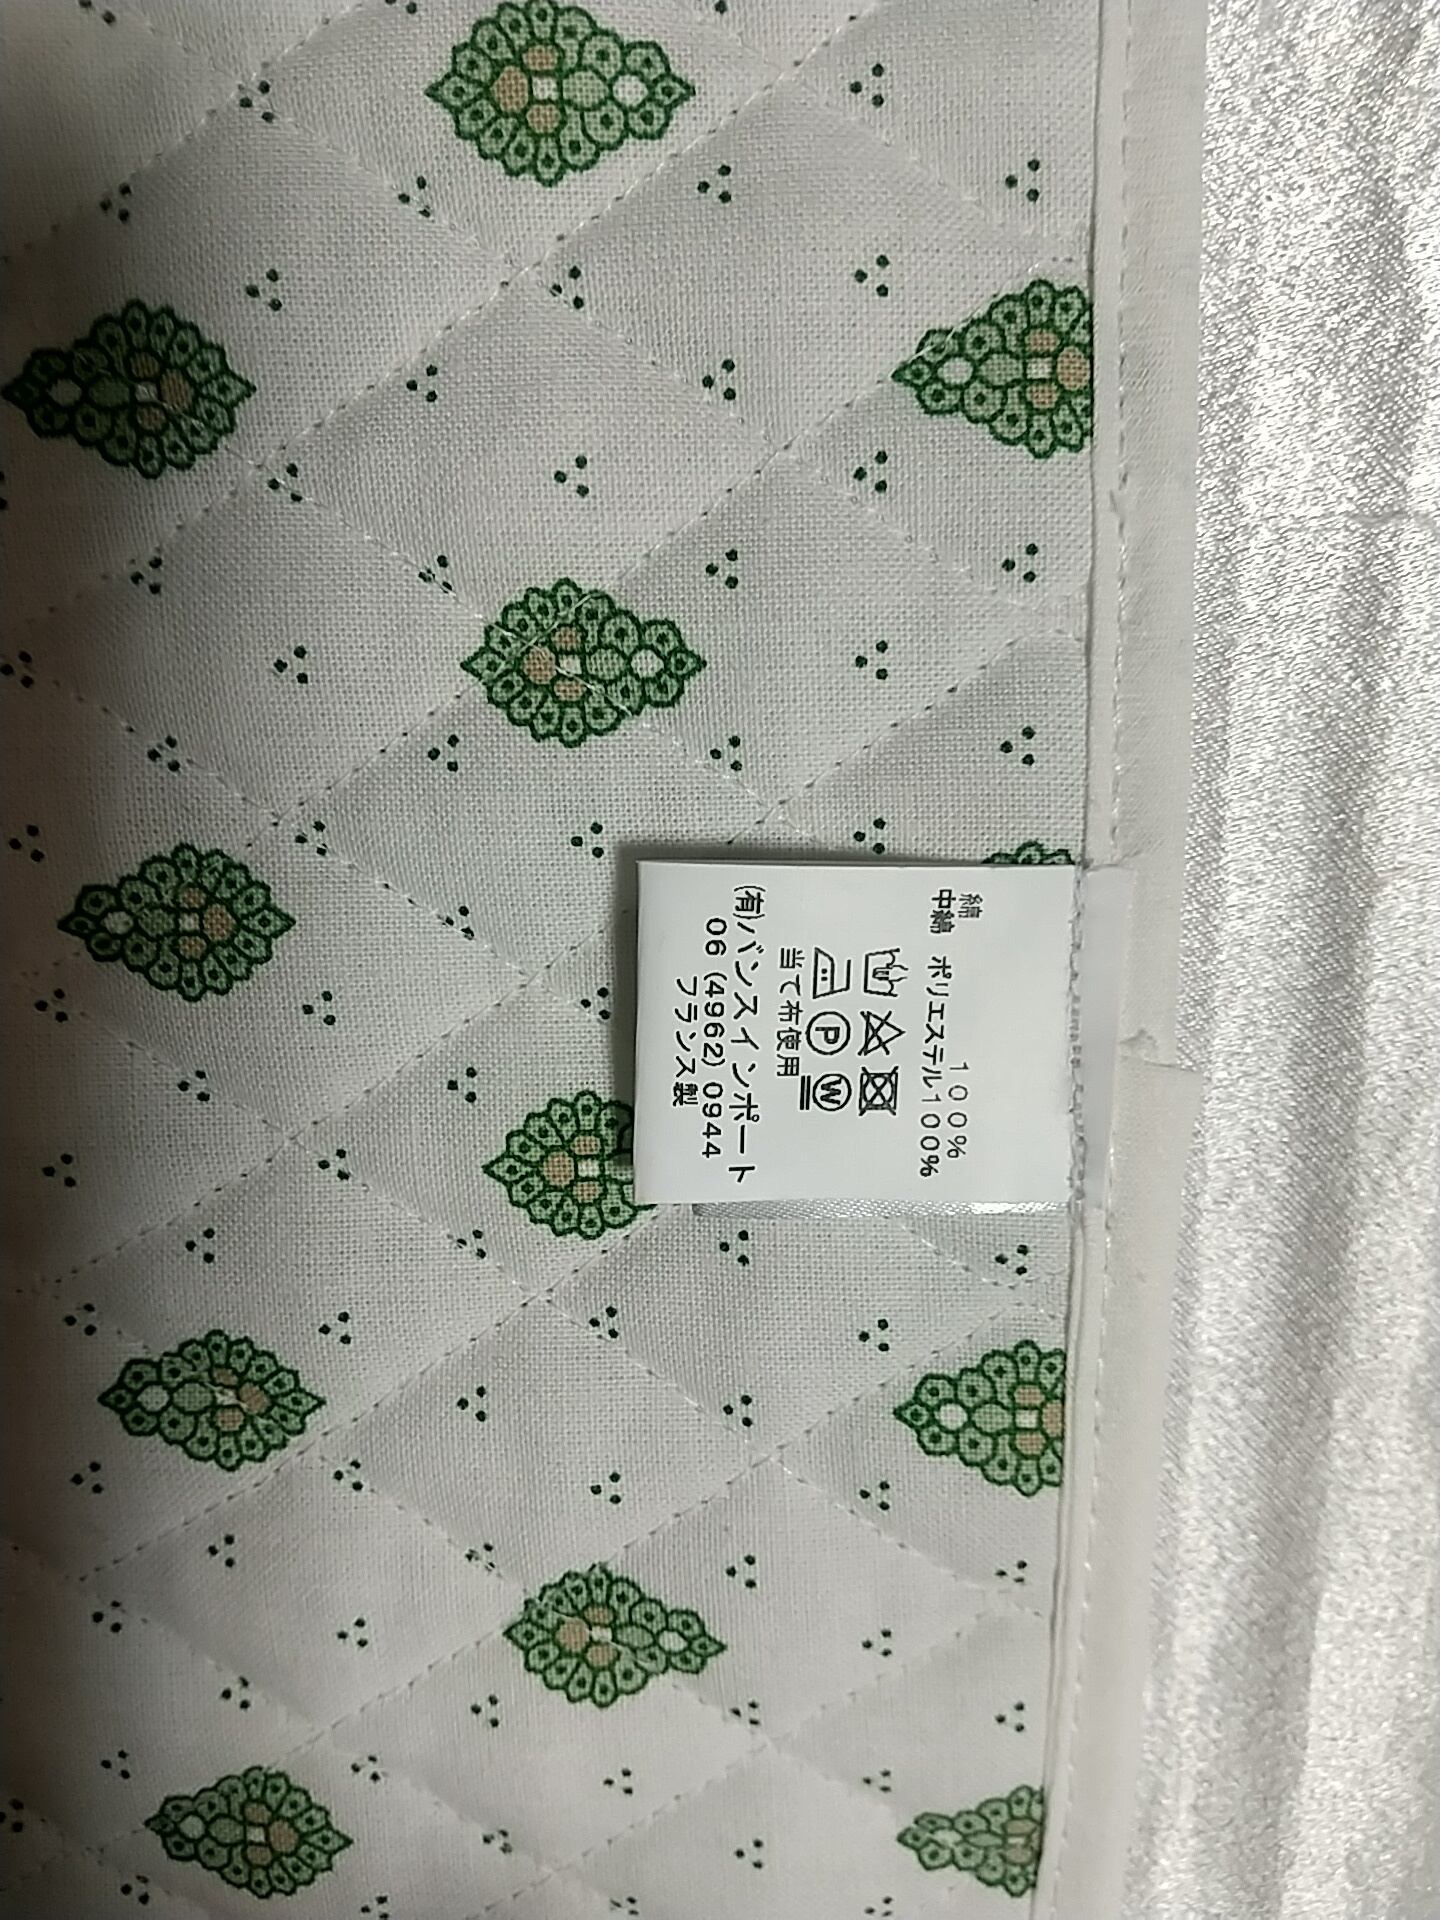 綿 100%
中綿 ポリエステル100%
P W
当て布使用
(有)バンスインポート
06 (4962) 0944
フランス製